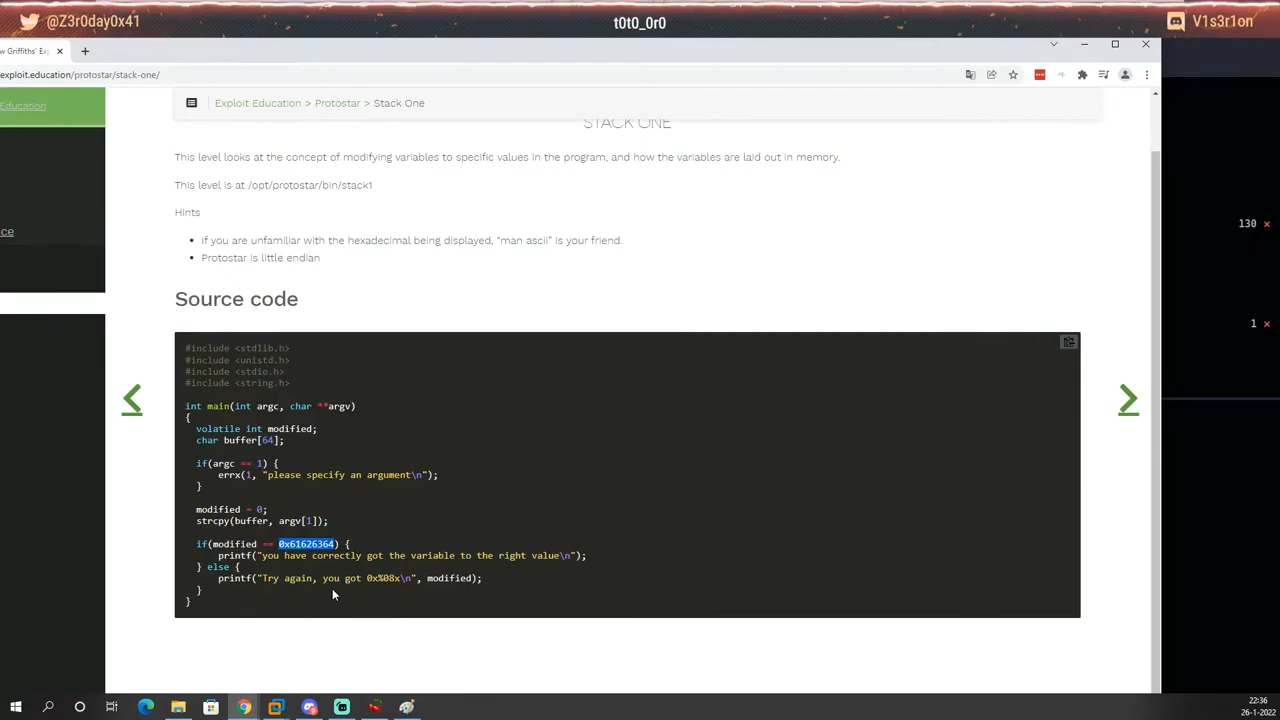 @Z3r0day0x41
t0t0_0r0
V1s3r1on
w Griffiths' Ex
exploit.education/protostar/stack-one/
Education
Exploit Education > Protostar > Stack One
STACK ONE
This level looks at the concept of modifying variables to specific values in the program, and how the variables are laid out in memory.
This level is at /opt/protostar/bin/stack1
Hints
ce
• If you are unfamiliar with the hexadecimal being displayed, “man ascii” is your friend.
• Protostar is little endian
130 ×
Source code
1 ×
#include <stdlib.h>
#include <unistd.h>
#include <stdio.h>
#include <string.h>
int main(int argc, char **argv)
{
volatile int modified;
char buffer[64];
if(argc == 1) {
errx(1, "please specify an argument\n");
}
modified = 0;
strcpy(buffer, argv[1]);
if(modified == 0x61626364) {
printf("you have correctly got the variable to the right value\n");
} else {
printf("Try again, you got 0x%08x\n", modified);
}
}
22:36
26-1-2022